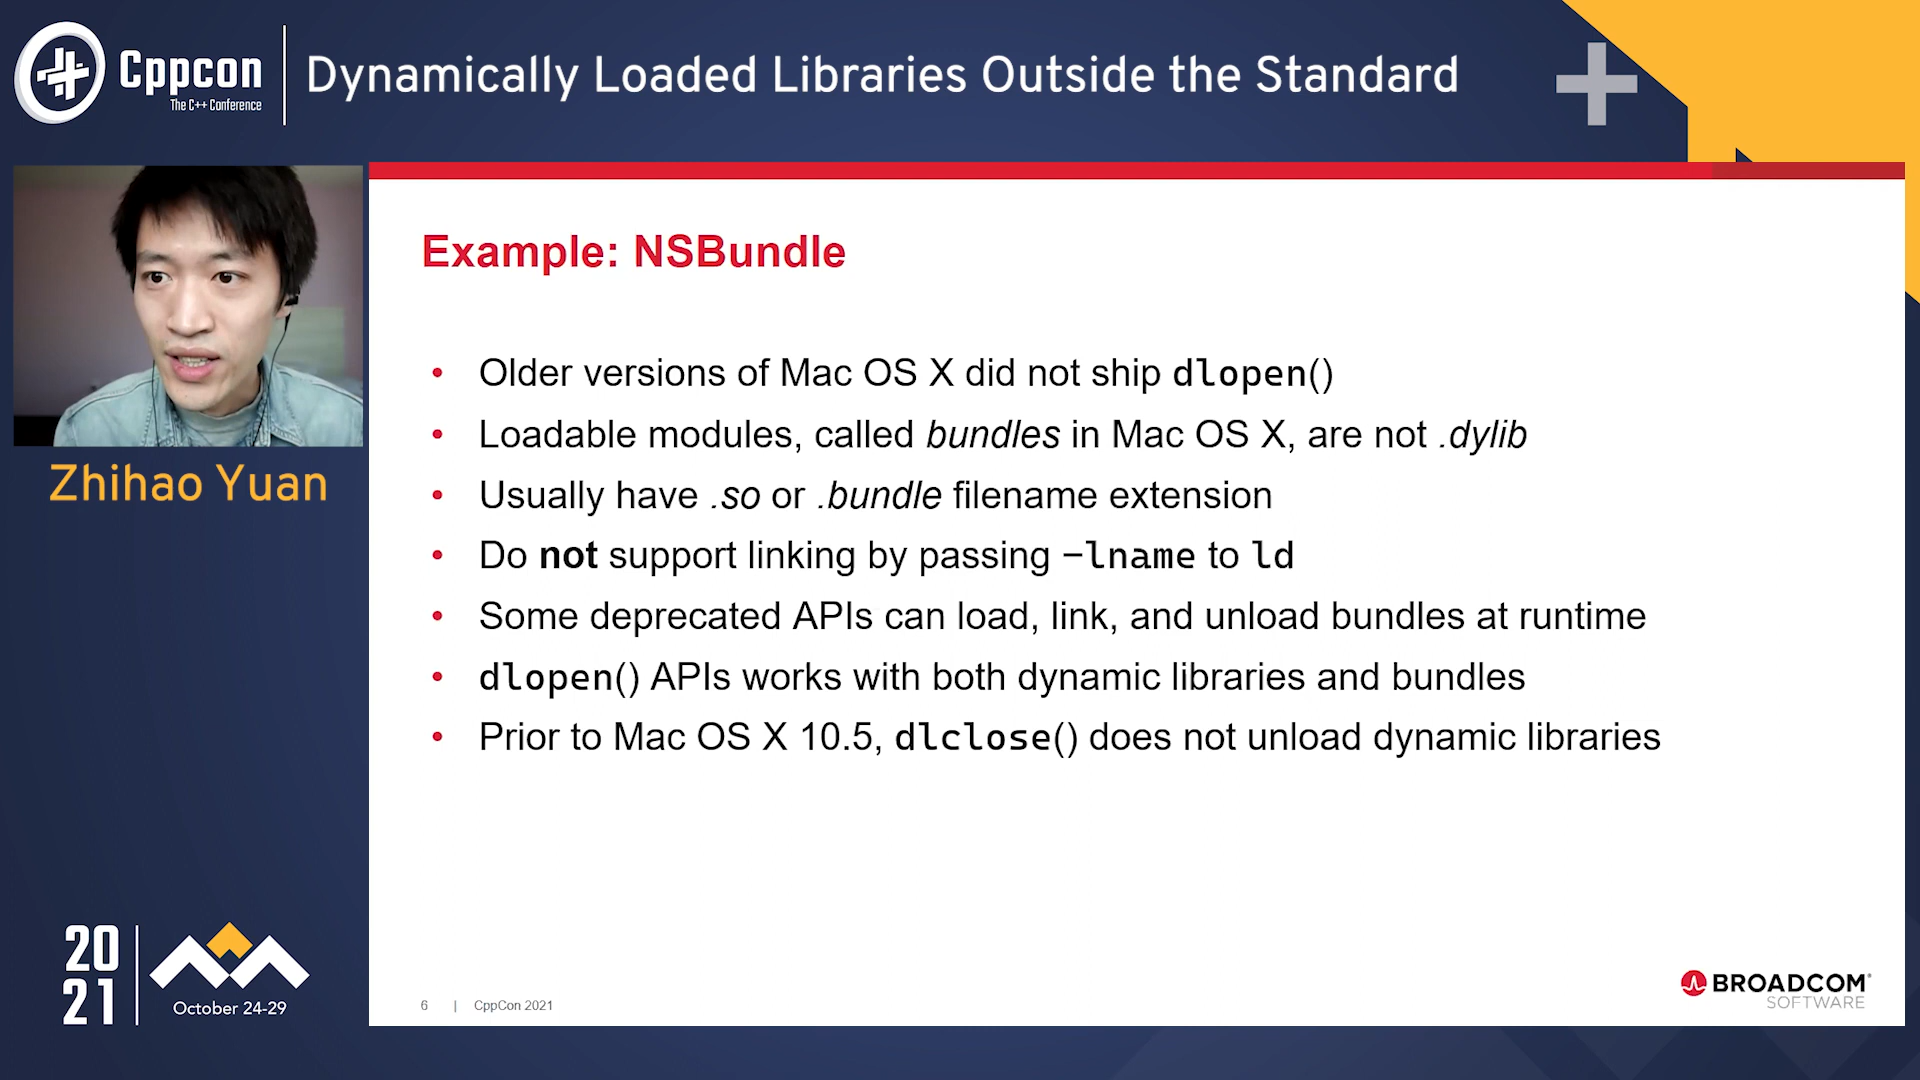 Cppcon
The C++ Conference
Dynamically Loaded Libraries Outside the Standard
Zhihao Yuan
Example: NSBundle
• Older versions of Mac OS X did not ship dlopen()
• Loadable modules, called bundles in Mac OS X, are not .dylib
• Usually have .so or .bundle filename extension
• Do not support linking by passing -lname to ld
• Some deprecated APIs can load, link, and unload bundles at runtime
• dlopen() APIs works with both dynamic libraries and bundles
• Prior to Mac OS X 10.5, dlclose() does not unload dynamic libraries
20
21
October 24-29
6 | CppCon 2021
BROADCOM
SOFTWARE